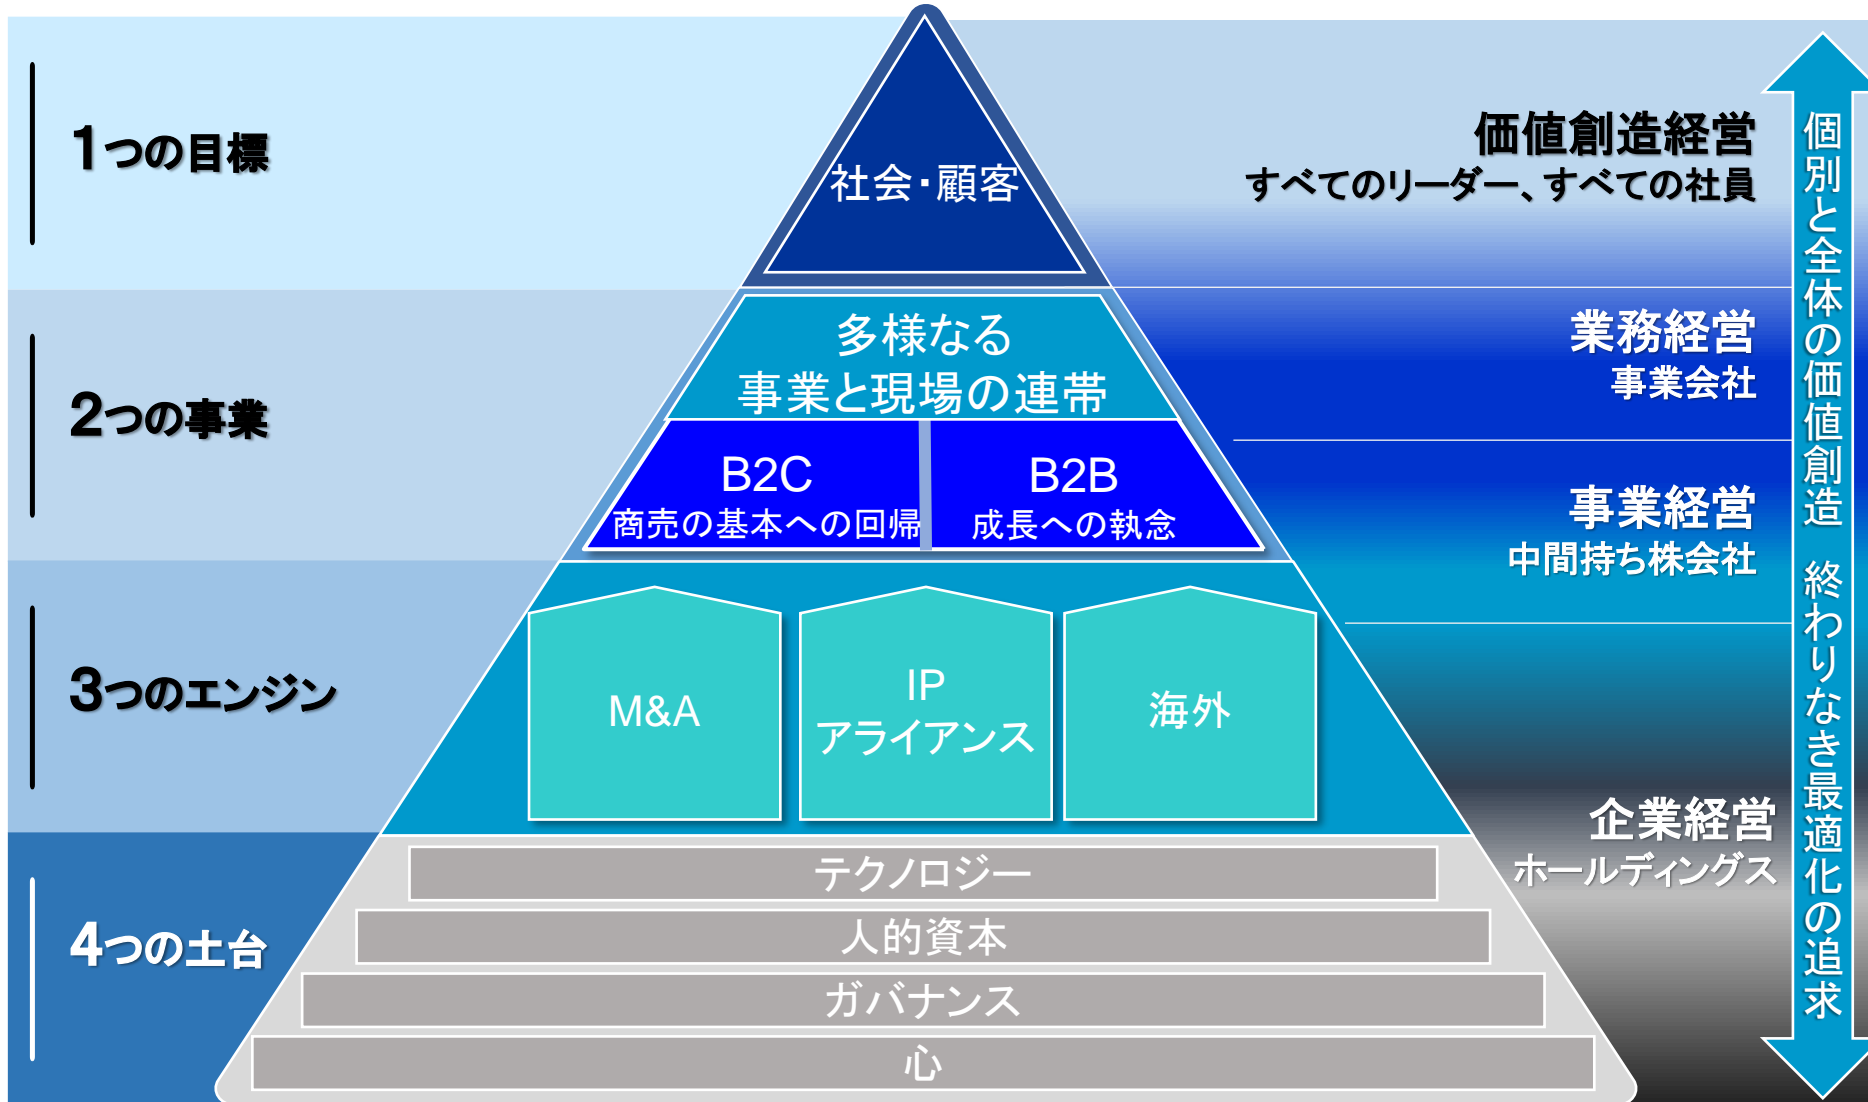 1つの目標
社会・顧客
価値創造経営
すべてのリーダー、すべての社員
2つの事業
多様なる
事業と現場の連帯
B2C
商売の基本への回帰
B2B
成長への執念
業務経営
事業会社
事業経営
中間持ち株会社
3つのエンジン
M&A
IP
アライアンス
海外
企業経営
ホールディングス
4つの土台
テクノロジー
人的資本
ガバナンス
心
個別と全体の価値創造 終わりなき最適化の追求